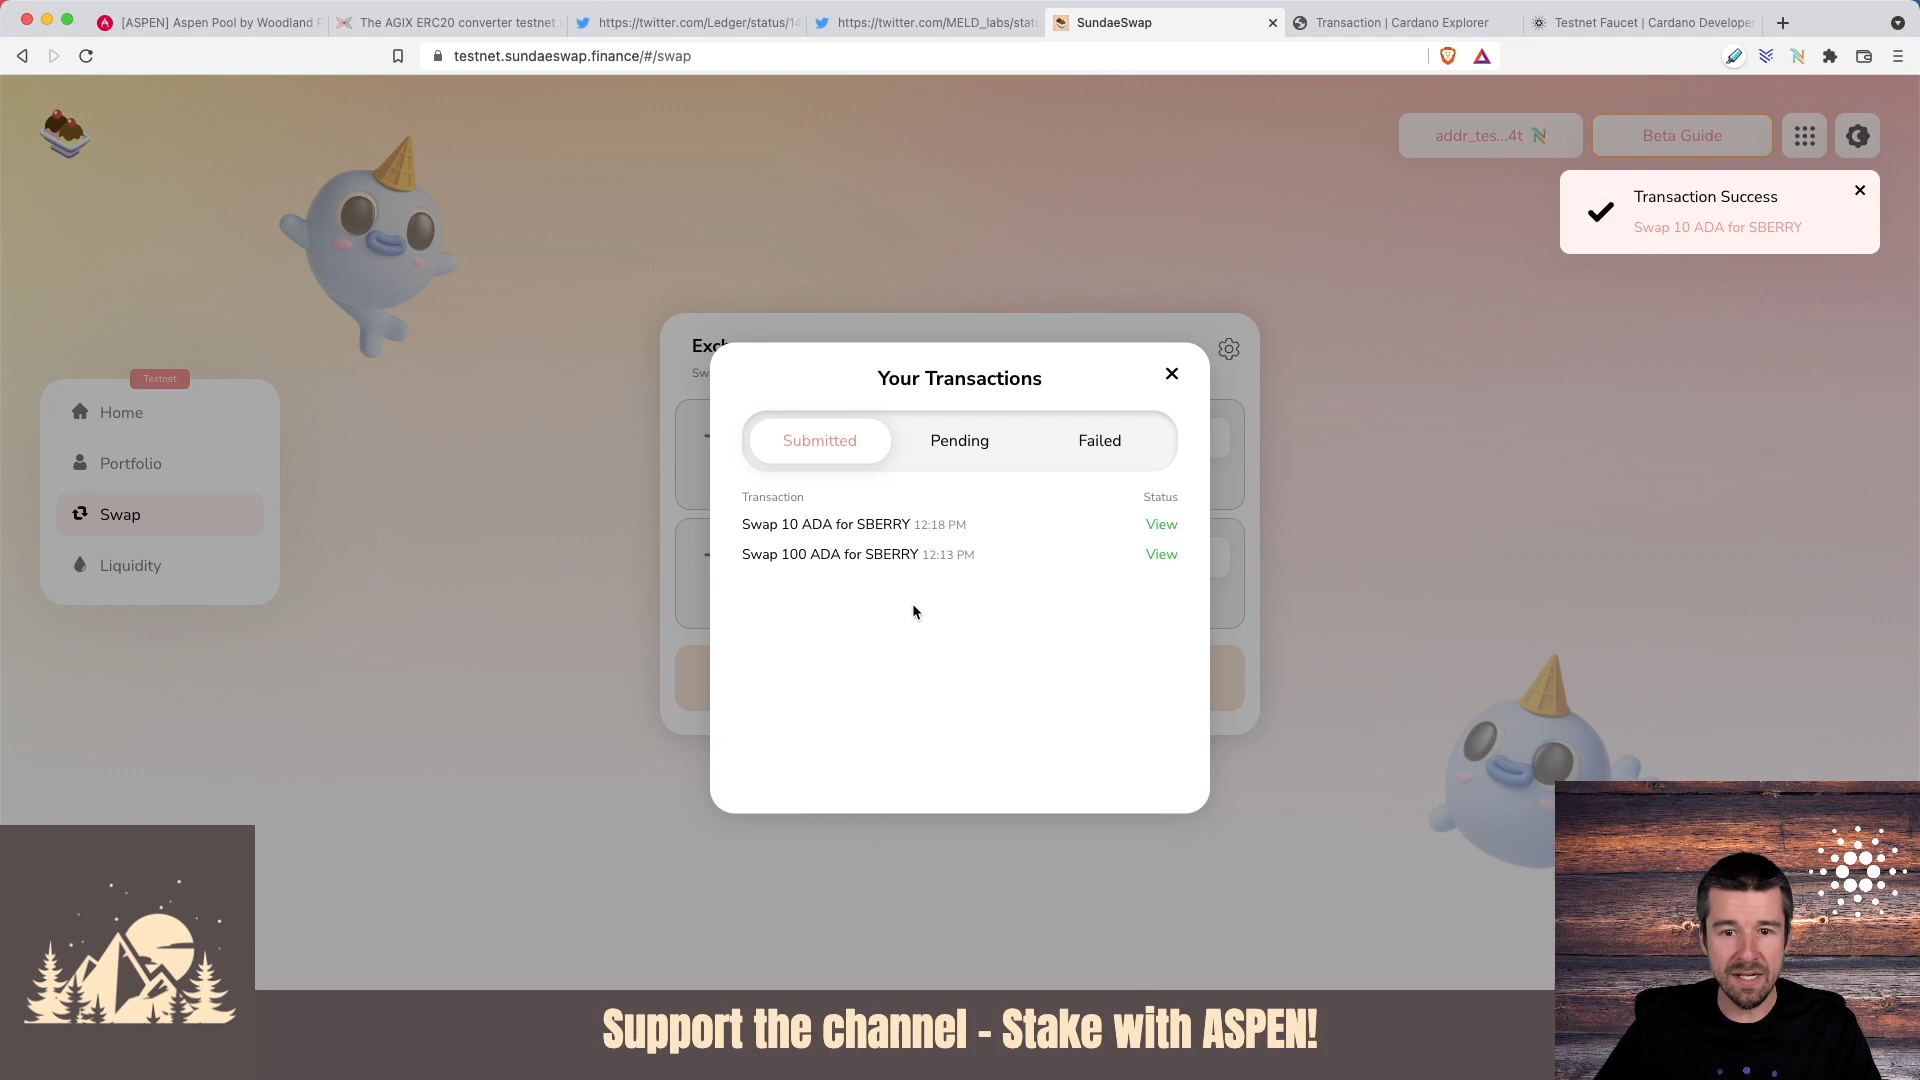 [ASPEN] Aspen Pool by Woodland P
The AGIX ERC20 converter testnet
https://twitter.com/Ledger/status/14
https://twitter.com/MELD_labs/statu
SundaeSwap
Transaction | Cardano Explorer
Testnet Faucet | Cardano Developer
testnet.sundaeswap.finance/#/swap
addr_tes...4t
Beta Guide
Transaction Success
Swap 10 ADA for SBERRY
Testnet
Home
Portfolio
Swap
Liquidity
Exch
Sw
Your Transactions
Submitted
Pending
Failed
Transaction
Status
Swap 10 ADA for SBERRY 12:18 PM
View
Swap 100 ADA for SBERRY 12:13 PM
View
Support the channel - Stake with ASPEN!